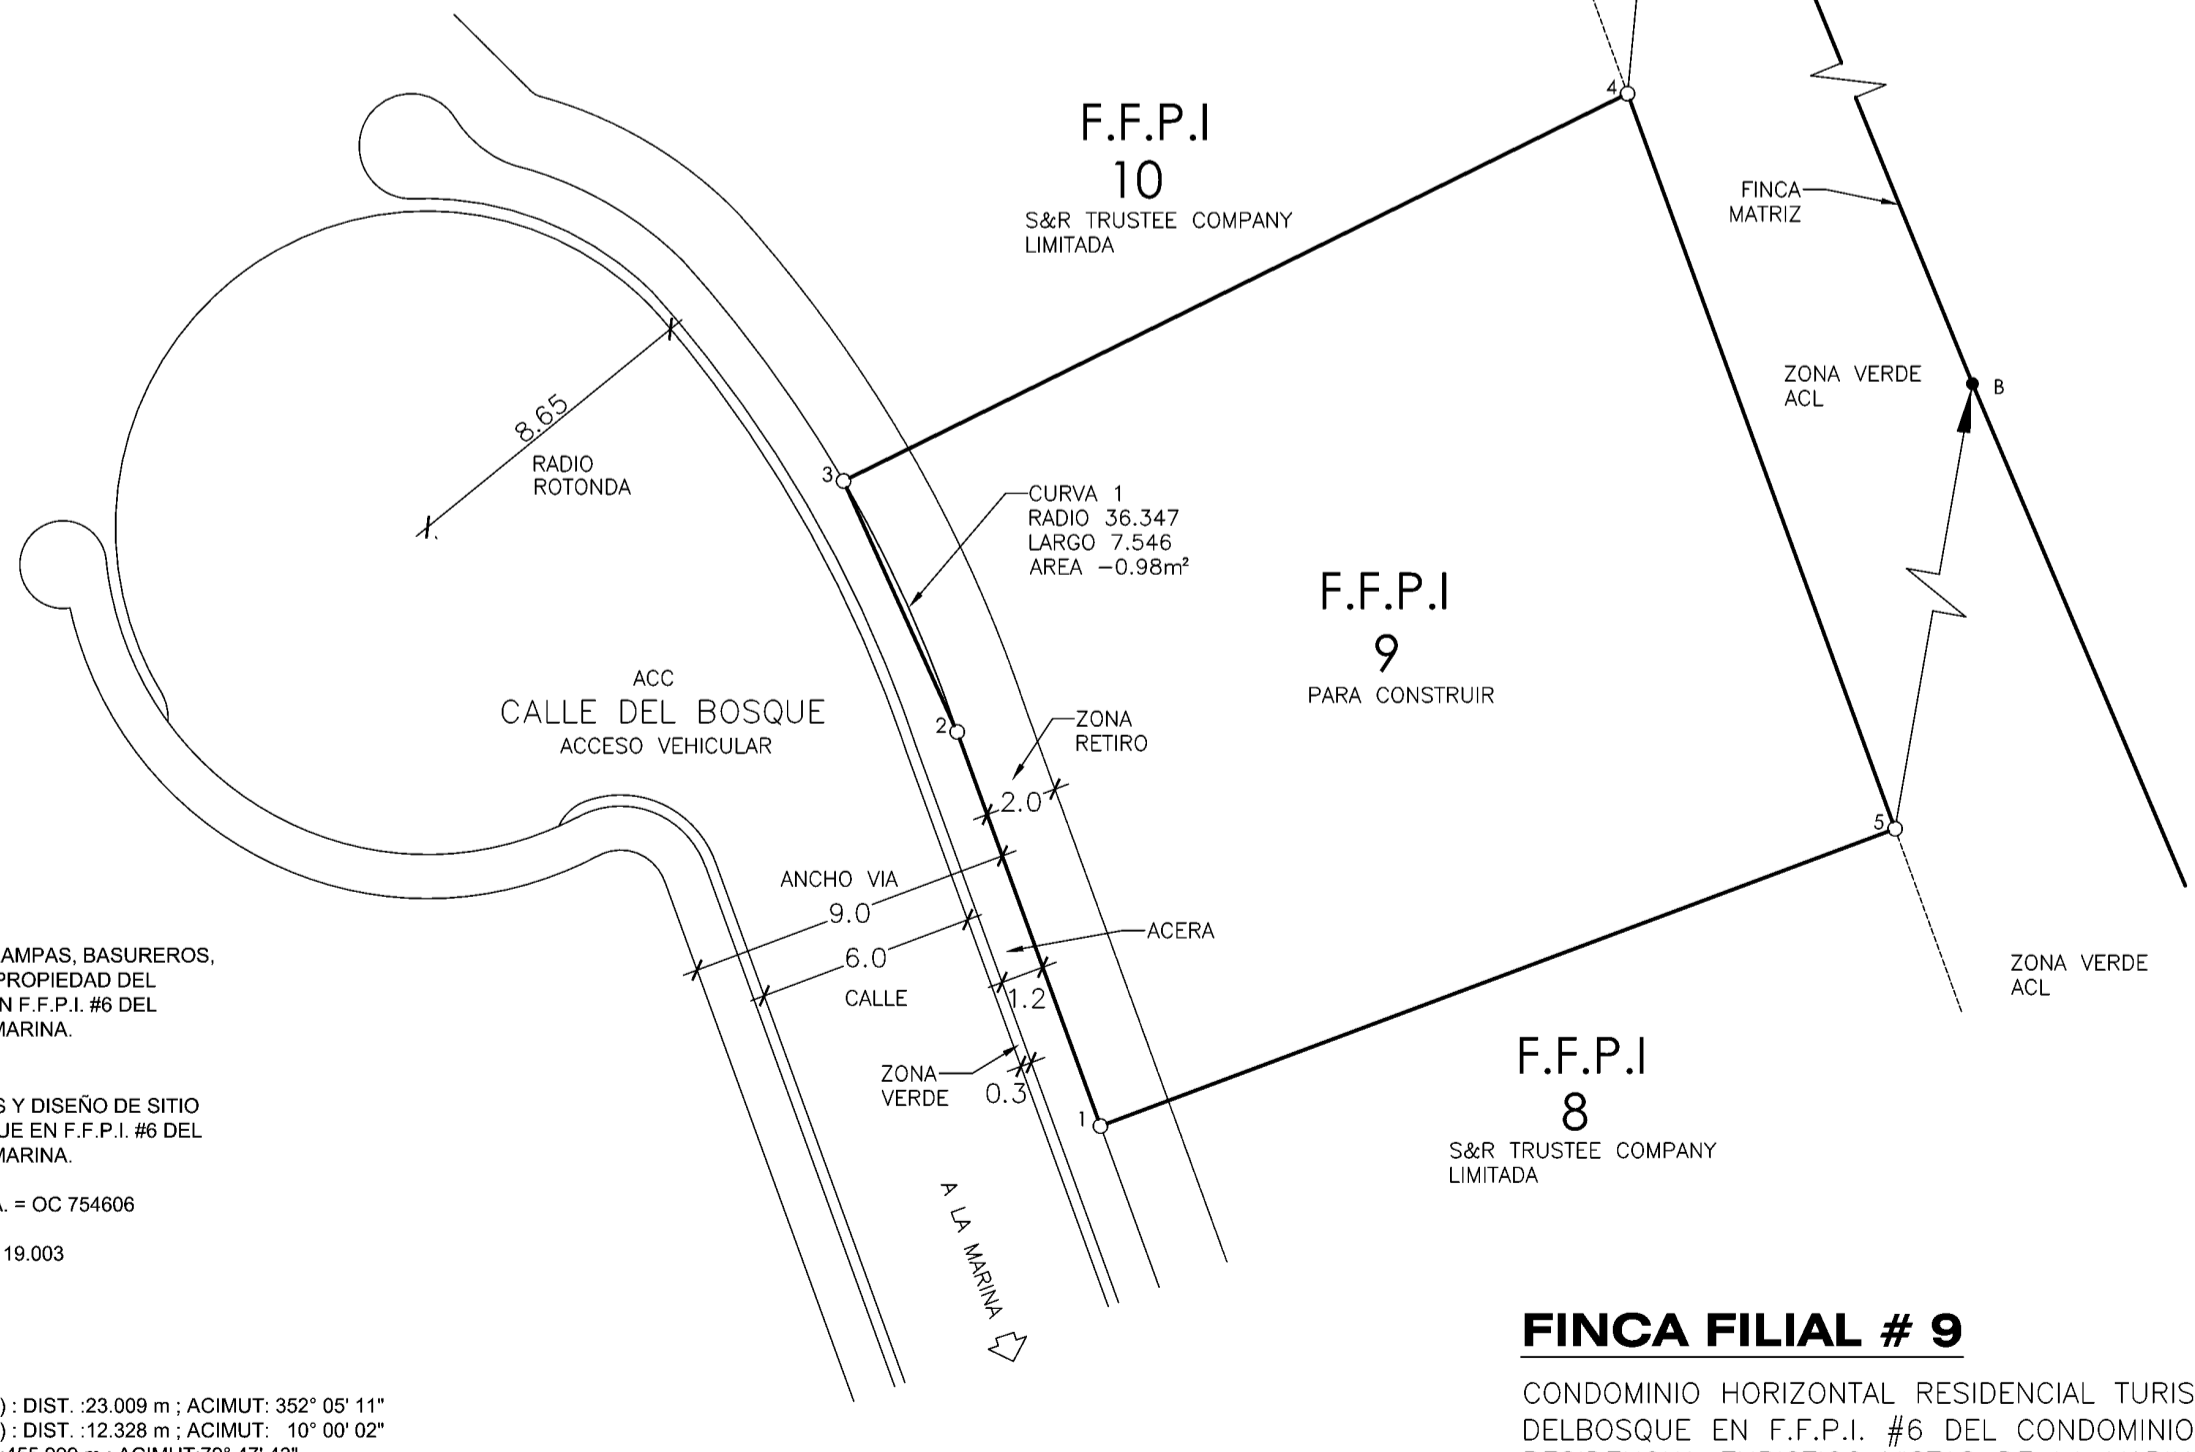 F.F.P.I
10
S&R TRUSTEE COMPANY
LIMITADA
4
FINCA
MATRIZ
ZONA VERDE
ACL
B
8.65
RADIO
ROTONDA
3
CURVA 1
RADIO 36.347
LARGO 7.546
AREA −0.98m²
F.F.P.I
9
PARA CONSTRUIR
ACC
CALLE DEL BOSQUE
ACCESO VEHICULAR
2
ZONA
RETIRO
2.0
5
ANCHO VIA
9.0
6.0
CALLE
ACERA
1.2
ZONA
VERDE
0.3
1
ZONA VERDE
ACL
F.F.P.I
8
S&R TRUSTEE COMPANY
LIMITADA
A LA MARINA
AMPAS, BASUREROS,
PROPIEDAD DEL
N F.F.P.I. #6 DEL
MARINA.
S Y DISEÑO DE SITIO
UE EN F.F.P.I. #6 DEL
MARINA.
A. = OC 754606
19.003
) : DIST. :23.009 m ; ACIMUT: 352° 05' 11"
) : DIST. :12.328 m ; ACIMUT: 10° 00' 02"
FINCA FILIAL # 9
CONDOMINIO HORIZONTAL RESIDENCIAL TURIS
DELBOSQUE EN F.F.P.I. #6 DEL CONDOMINIO